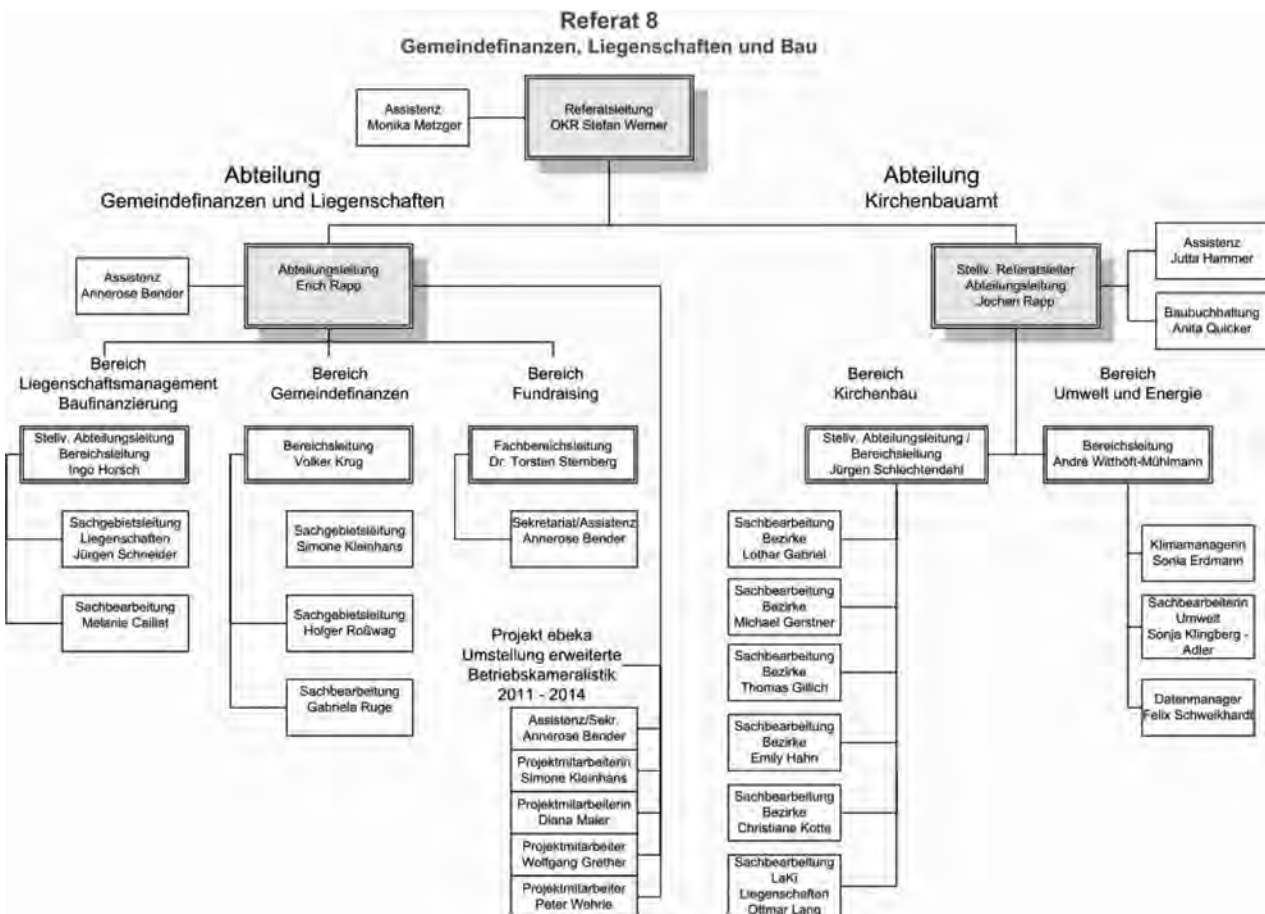 Referat 8
Gemeindefinanzen, Liegenschaften und Bau
Assistenz
Monika Metzger
Referatsleitung
OKR Stefan Werner
Abteilung
Gemeindefinanzen und Liegenschaften
Abteilung
Kirchenbauamt
Assistenz
Annerose Bender
Abteilungsleitung
Erich Rapp
Stellv. Referatsleiter
Abteilungsleitung
Jochen Rapp
Assistenz
Jutta Hammer
Baubuchhaltung
Anita Quicker
Bereich
Liegenschaftsmanagement
Baufinanzierung
Stellv. Abteilungsleitung
Bereichsleitung
Ingo Horsch
Sachgebietsleitung
Liegenschaften
Jürgen Schneider
Sachbearbeitung
Melanie Caillet
Bereich
Gemeindefinanzen
Bereichsleitung
Volker Krug
Sachgebietsleitung
Simone Kleinhans
Sachgebietsleitung
Holger Roßwag
Sachbearbeitung
Gabriela Ruge
Bereich
Fundraising
Fachbereichsleitung
Dr. Torsten Sternberg
Sekretariat/Assistenz
Annerose Bender
Projekt ebeka
Umstellung erweiterte
Betriebskameralistik
2011 - 2014
Assistenz/Sekr.
Annerose Bender
Projektmitarbeiterin
Simone Kleinhans
Projektmitarbeiterin
Diana Maier
Projektmitarbeiter
Wolfgang Grether
Projektmitarbeiter
Peter Wehrle
Bereich
Kirchenbau
Stellv. Abteilungsleitung /
Bereichsleitung
Jürgen Schlechtendahl
Sachbearbeitung
Bezirke
Lothar Gabriel
Sachbearbeitung
Bezirke
Michael Gerstner
Sachbearbeitung
Bezirke
Thomas Gillich
Sachbearbeitung
Bezirke
Emily Hahn
Sachbearbeitung
Bezirke
Christiane Kotte
Sachbearbeitung
LaKi
Liegenschaften
Ottmar Lang
Bereich
Umwelt und Energie
Bereichsleitung
André Witthöft-Mühlmann
Klimamanagerin
Sonja Erdmann
Sachbearbeiterin
Umwelt
Sonja Klingberg -
Adler
Datenmanager
Felix Schweikhardt